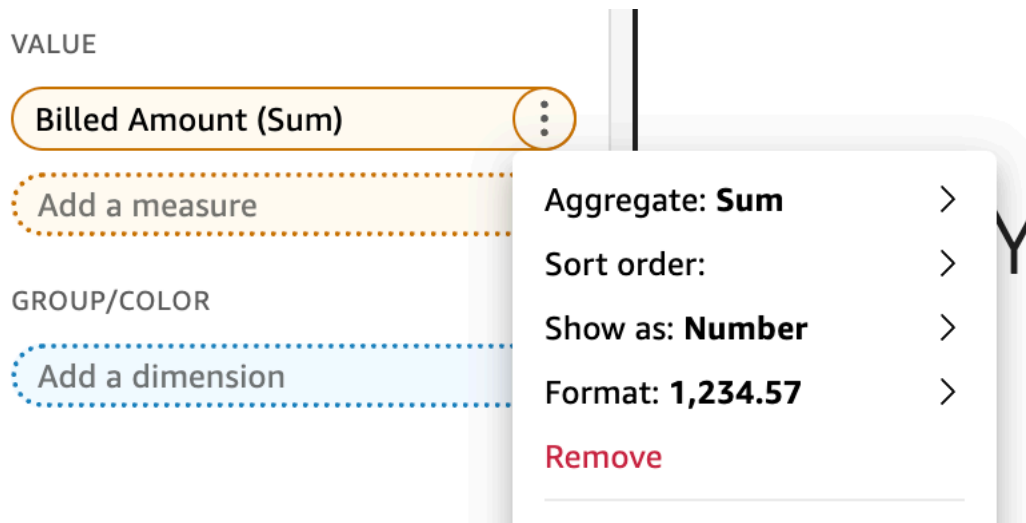 VALUE
Billed Amount (Sum)
Add a measure
GROUP/COLOR
Add a dimension
Aggregate: Sum
Sort order:
Show as: Number
Format: 1,234.57
Remove
Y